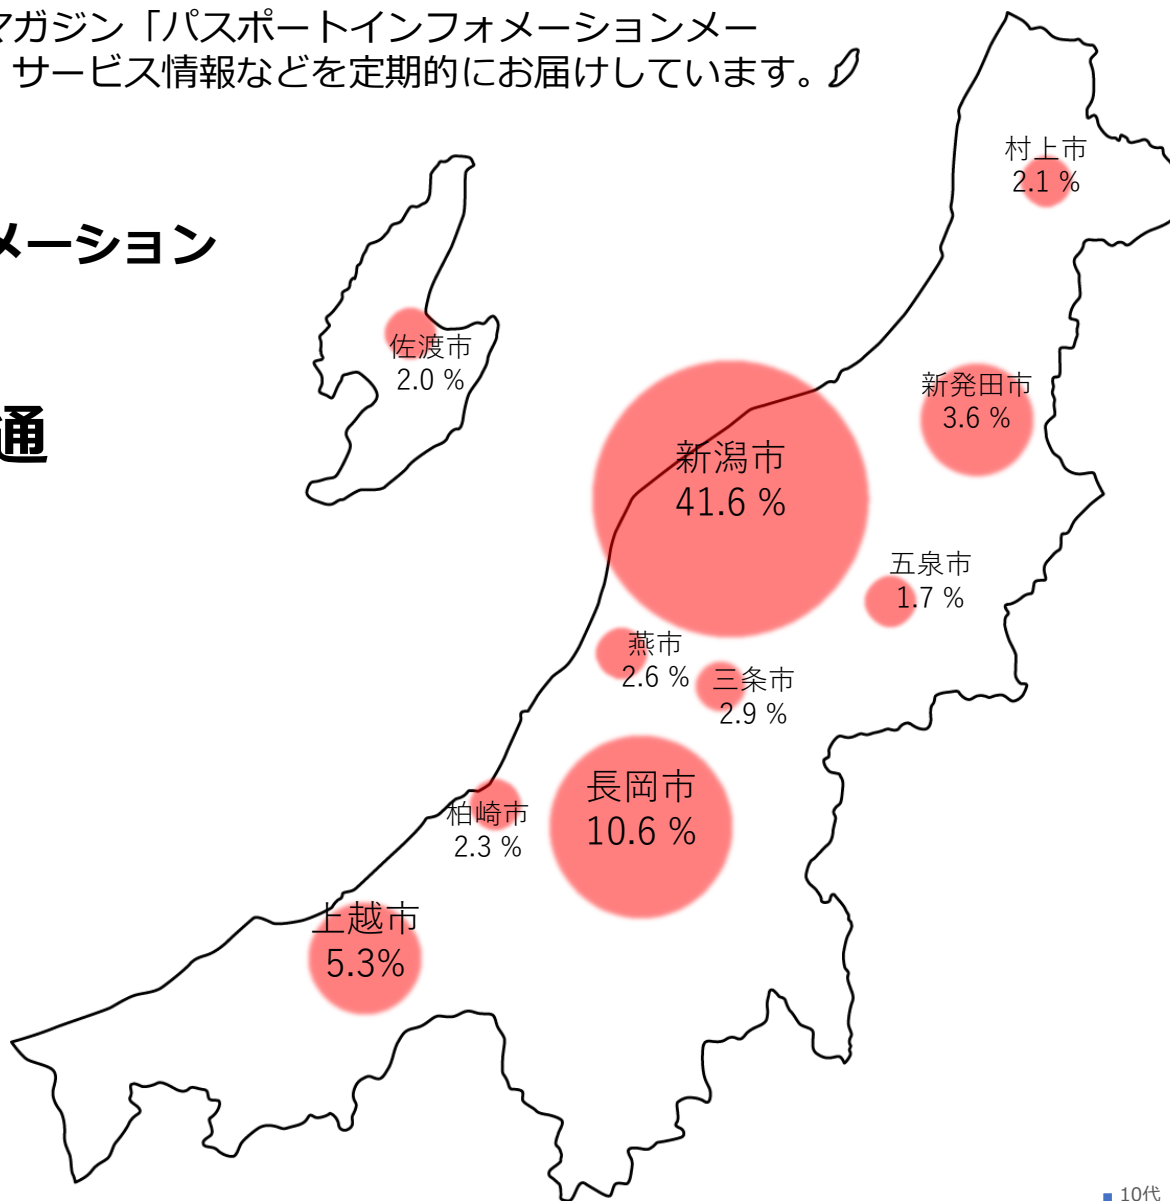 マガジン「パスポートインフォメーションメー
サービス情報などを定期的にお届けしています。
メーション
通
村上市
2.1 %
佐渡市
2.0 %
新発田市
3.6 %
新潟市
41.6 %
五泉市
1.7 %
燕市
2.6 %
三条市
2.9 %
長岡市
10.6 %
柏崎市
2.3 %
上越市
5.3%
10代